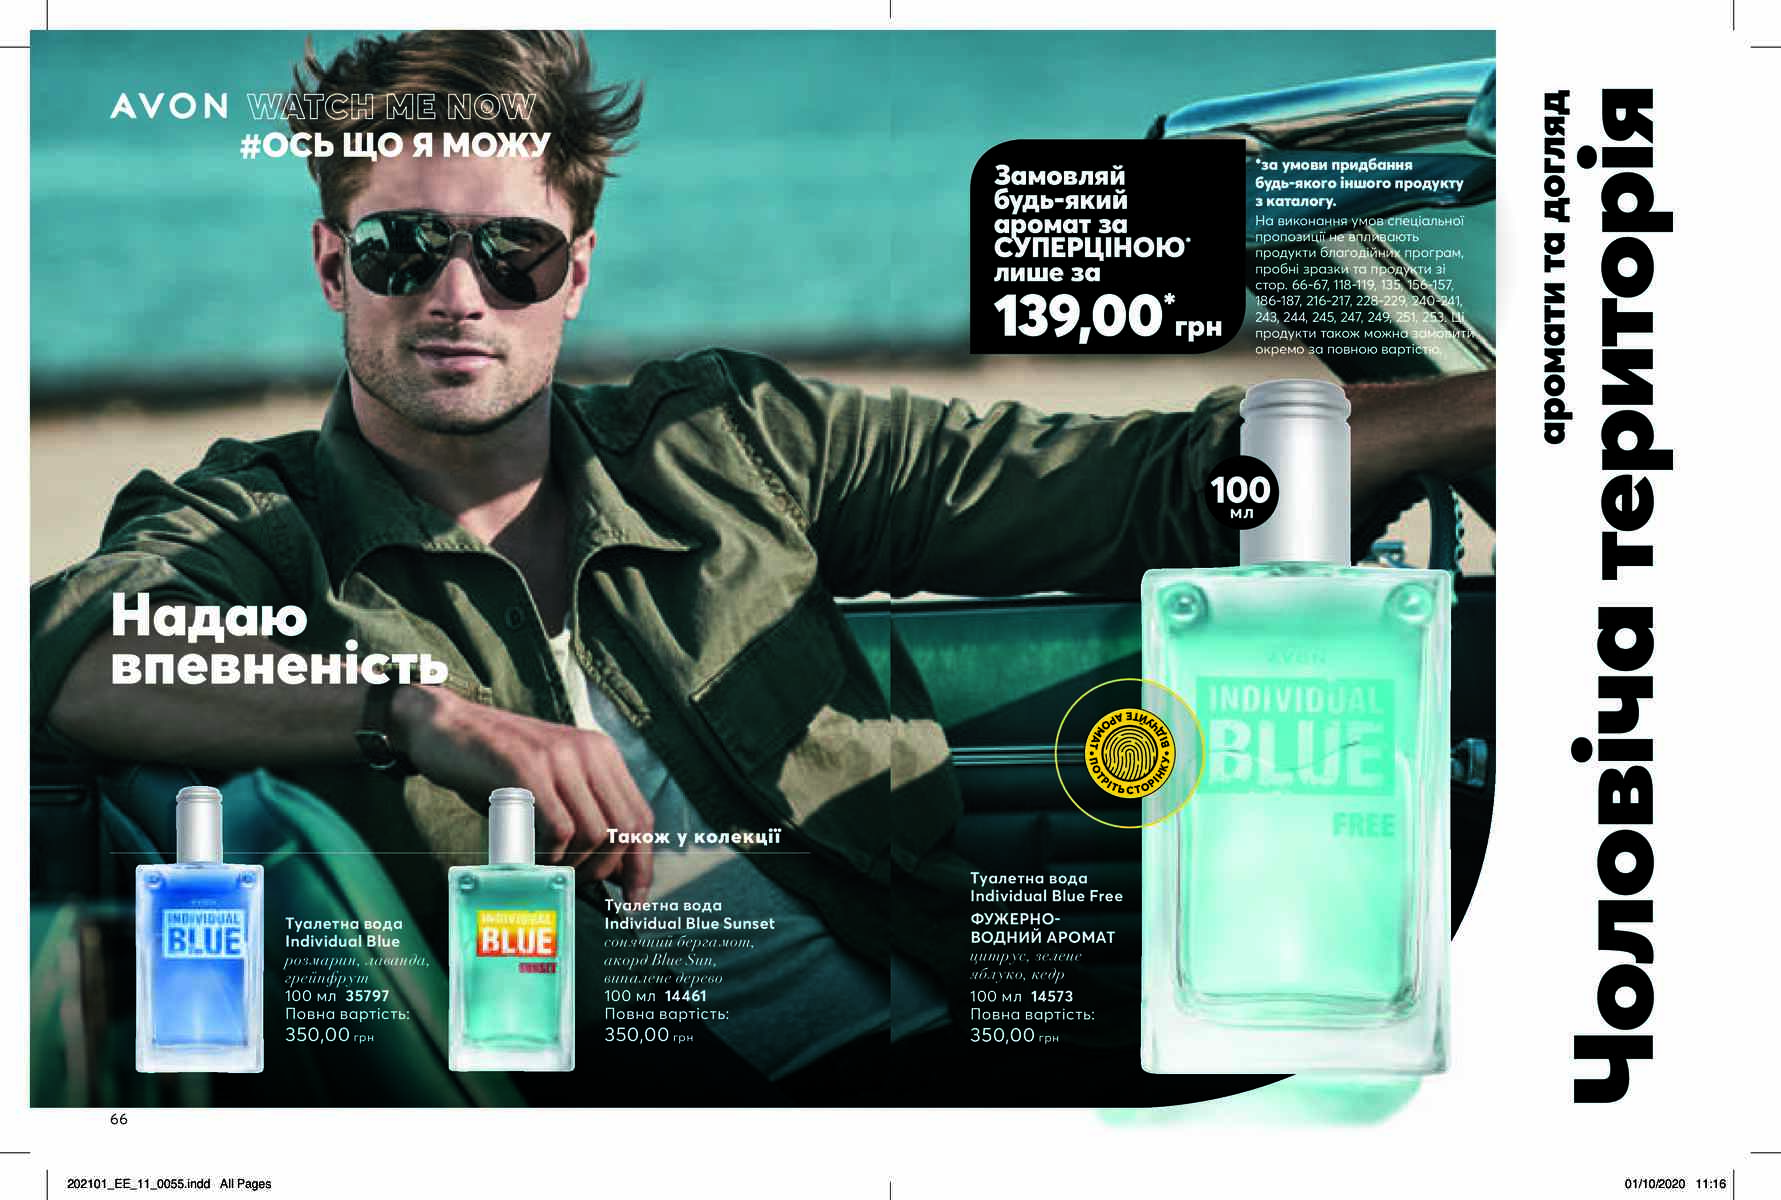 AVON WATCH ME NOW
#ОСЬ ЩО Я МОЖУ
Замовляй
будь-який
аромат за
СУПЕРЦІНОЮ*
лише за
139,00* грн
*за умови придбання
будь-якого іншого продукту
з каталогу.
На виконання умов спеціальної
пропозиції не впливають
продукти благодійних програм,
пробні зразки та продукти зі
стор. 66-67, 118-119, 135, 156-157,
186-187, 216-217, 228-229, 240-241,
243, 244, 245, 247, 249, 251, 253. Ці
продукти також можна замовити
окремо за повною вартістю.
аромати та догляд
Чоловіча територія
100
мл
Надаю
впевненість
AVON
INDIVIDUAL
BLUE
FREE
ВІДЧУЙТЕ АРОМАТ • ПОТРІТЬ СТОРІНКУ •
Також у колекції
INDIVIDUAL
BLUE
Туалетна вода
Individual Blue
розмарин, лаванда,
грейпфрут
100 мл 35797
Повна вартість:
350,00 грн
INDIVIDUAL
BLUE
SUNSET
Туалетна вода
Individual Blue Sunset
сонячний бергамот,
акорд Blue Sun,
випалене дерево
100 мл 14461
Повна вартість:
350,00 грн
Туалетна вода
Individual Blue Free
ФУЖЕРНО-
ВОДНИЙ АРОМАТ
цитрус, зелене
яблуко, кедр
100 мл 14573
Повна вартість:
350,00 грн
66
202101_EE_11_0055.indd All Pages
01/10/2020 11:16